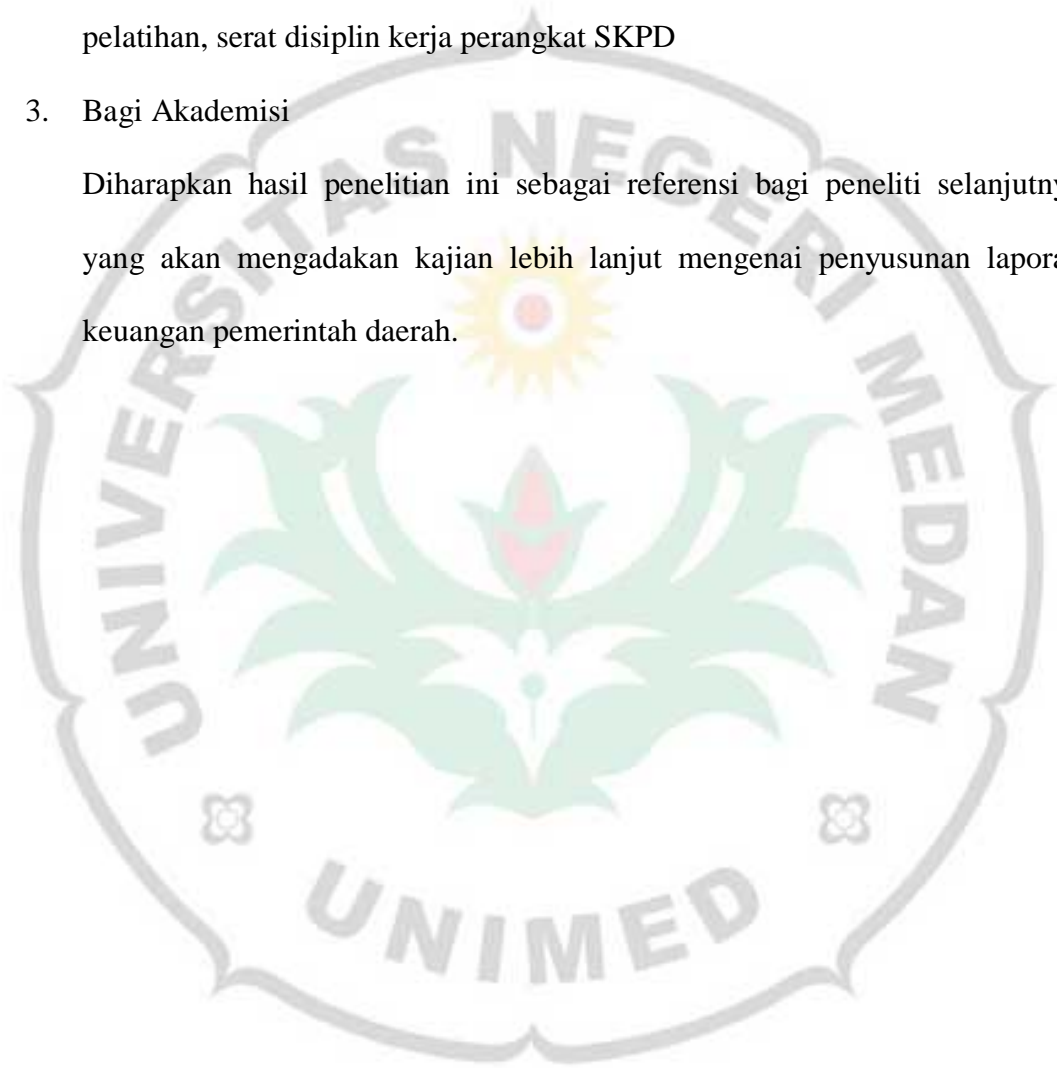 pelatihan, serat disiplin kerja perangkat SKPD
3. Bagi Akademisi
Diharapkan hasil penelitian ini sebagai referensi bagi peneliti selanjutny
yang akan mengadakan kajian lebih lanjut mengenai penyusunan lapora
keuangan pemerintah daerah.
UNIVERSITAS NEGERI MEDAN
UNIMED